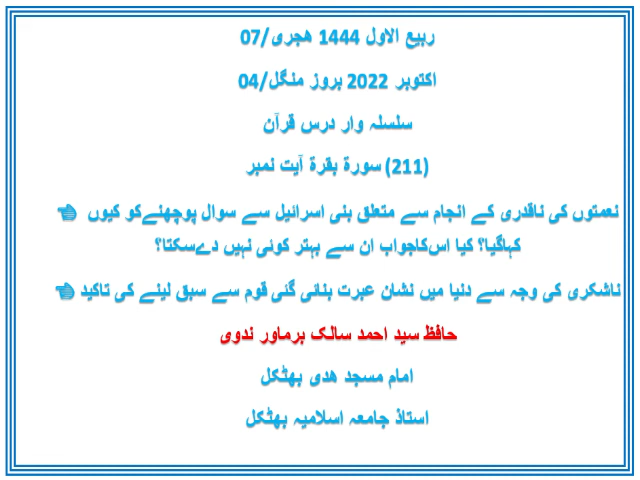 07/ربیع الاول 1444 هجری
04/اکتوبر 2022 بروز منگل
سلسلہ وار درس قرآن
سورۃ بقرۃ آیت نمبر (211)
نعمتوں کی ناقدری کے انجام سے متعلق بنی اسرائیل سے سوال پوچھنےکو کیوں
کہاگیا؟ کیا اس‌کاجواب ان سے بہتر کوئی نہیں دےسکتا؟
ناشکری کی وجہ سے دنیا میں نشان عبرت بنائی گئی قوم سے سبق لینے کی تاکید
حافظ سید احمد سالک برماور ندوی
امام مسجد هدی بھٹکل
استاذ جامعہ اسلامیہ بھٹکل